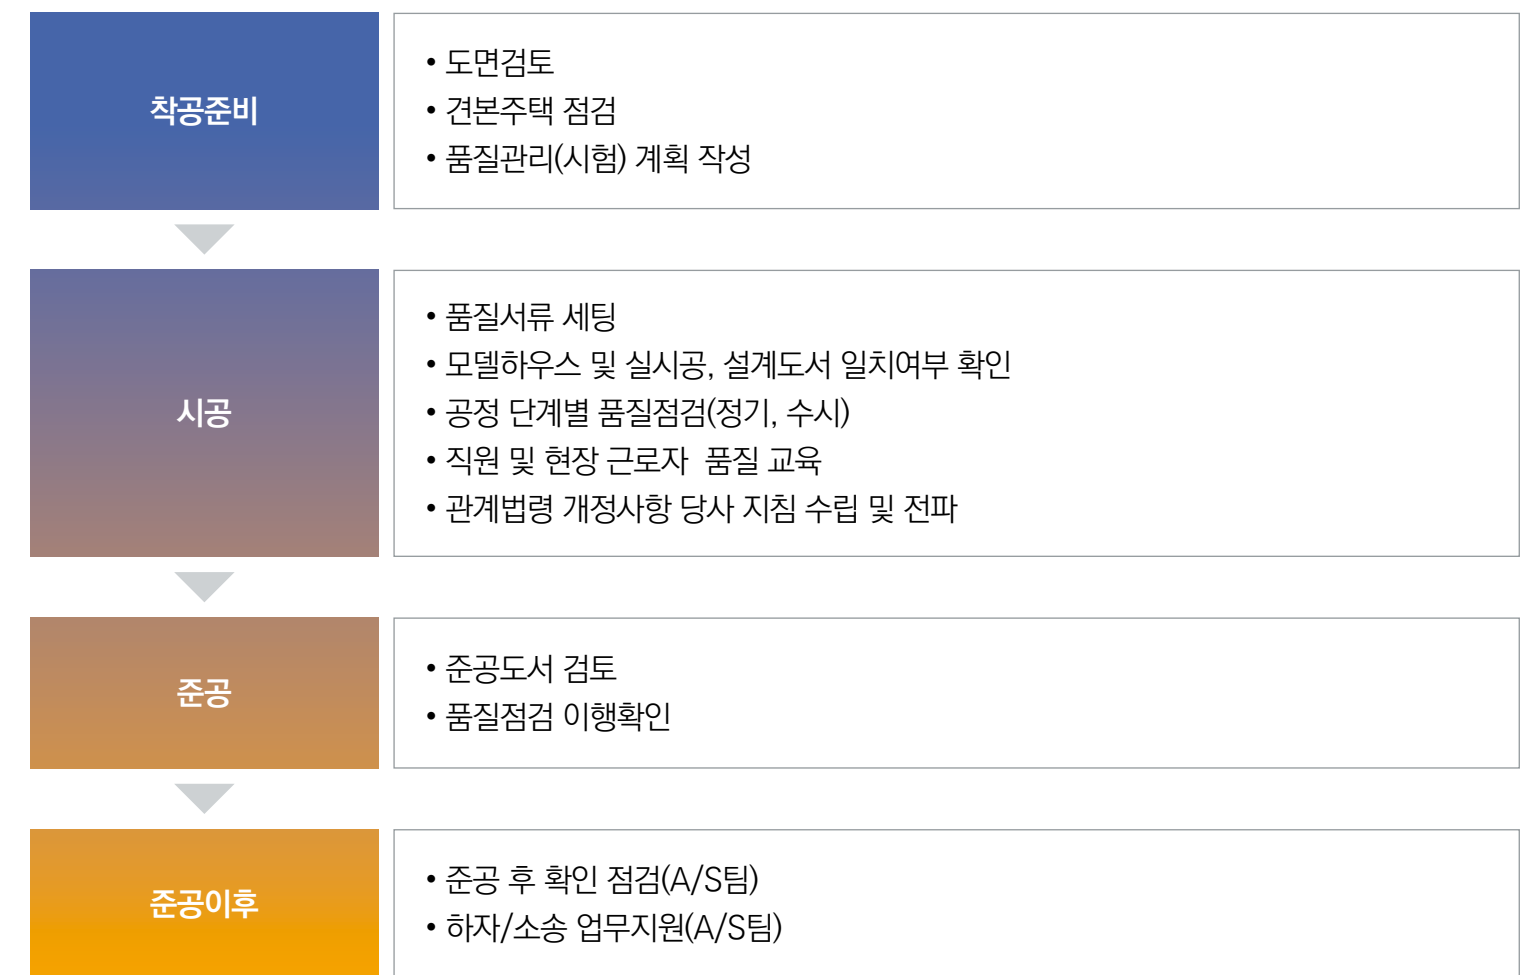 착공준비
• 도면검토
• 견본주택 점검
• 품질관리(시험) 계획 작성
시공
• 품질서류 세팅
• 모델하우스 및 실시공, 설계도서 일치여부 확인
• 공정 단계별 품질점검(정기, 수시)
• 직원 및 현장 근로자  품질 교육
• 관계법령 개정사항 당사 지침 수립 및 전파
준공
• 준공도서 검토
• 품질점검 이행확인
준공이후
• 준공 후 확인 점검(A/S팀)
• 하자/소송 업무지원(A/S팀)